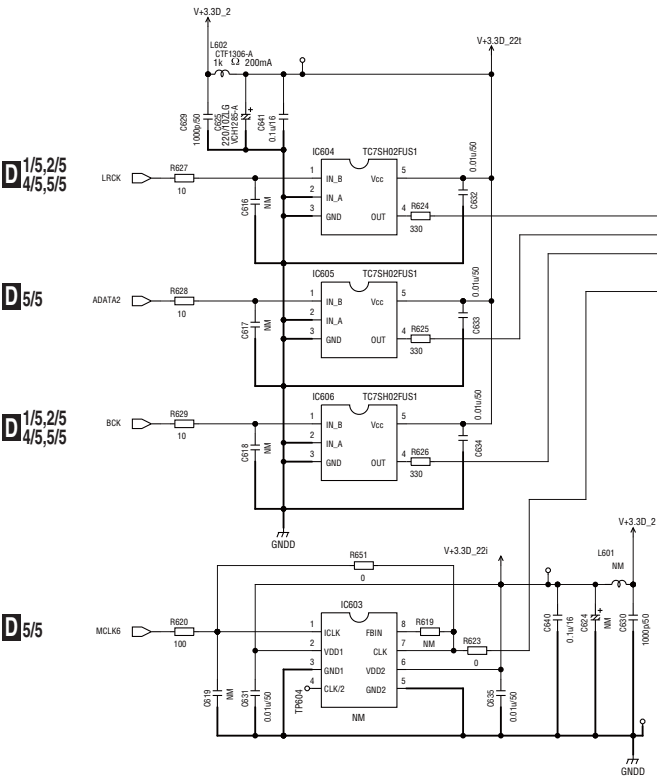 V+3.3D_2
L602
CTF1306-A
1k Ω 200mA
V+3.3D_22t
C629
1000p/50
C625
220/10ZLG
VCH1285-A
+
C641
0.1u/16
D 1/5,2/5
4/5,5/5
LRCK
R627
10
C616
NM
IC604 TC7SH02FUS1
1 IN_B
2 IN_A
3 GND
Vcc 5
OUT 4
R624
330
C632
0.01u/50
D 5/5
ADATA2
R628
10
C617
NM
IC605 TC7SH02FUS1
1 IN_B
2 IN_A
3 GND
Vcc 5
OUT 4
R625
330
C633
0.01u/50
D 1/5,2/5
4/5,5/5
BCK
R629
10
C618
NM
IC606 TC7SH02FUS1
1 IN_B
2 IN_A
3 GND
Vcc 5
OUT 4
R626
330
C634
0.01u/50
GNDD
R651
0
V+3.3D_22i
L601
NM
V+3.3D_2
D 5/5
MCLK6
R620
100
C619
NM
C631
0.01u/50
IC603
1 ICLK
2 VDD1
3 GND1
4 CLK/2
FBIN 8
CLK 7
VDD2 6
GND2 5
NM
TP604
R619
NM
R623
0
C635
0.01u/50
C640
0.1u/16
C624
NM
+
C630
1000p/50
GNDD